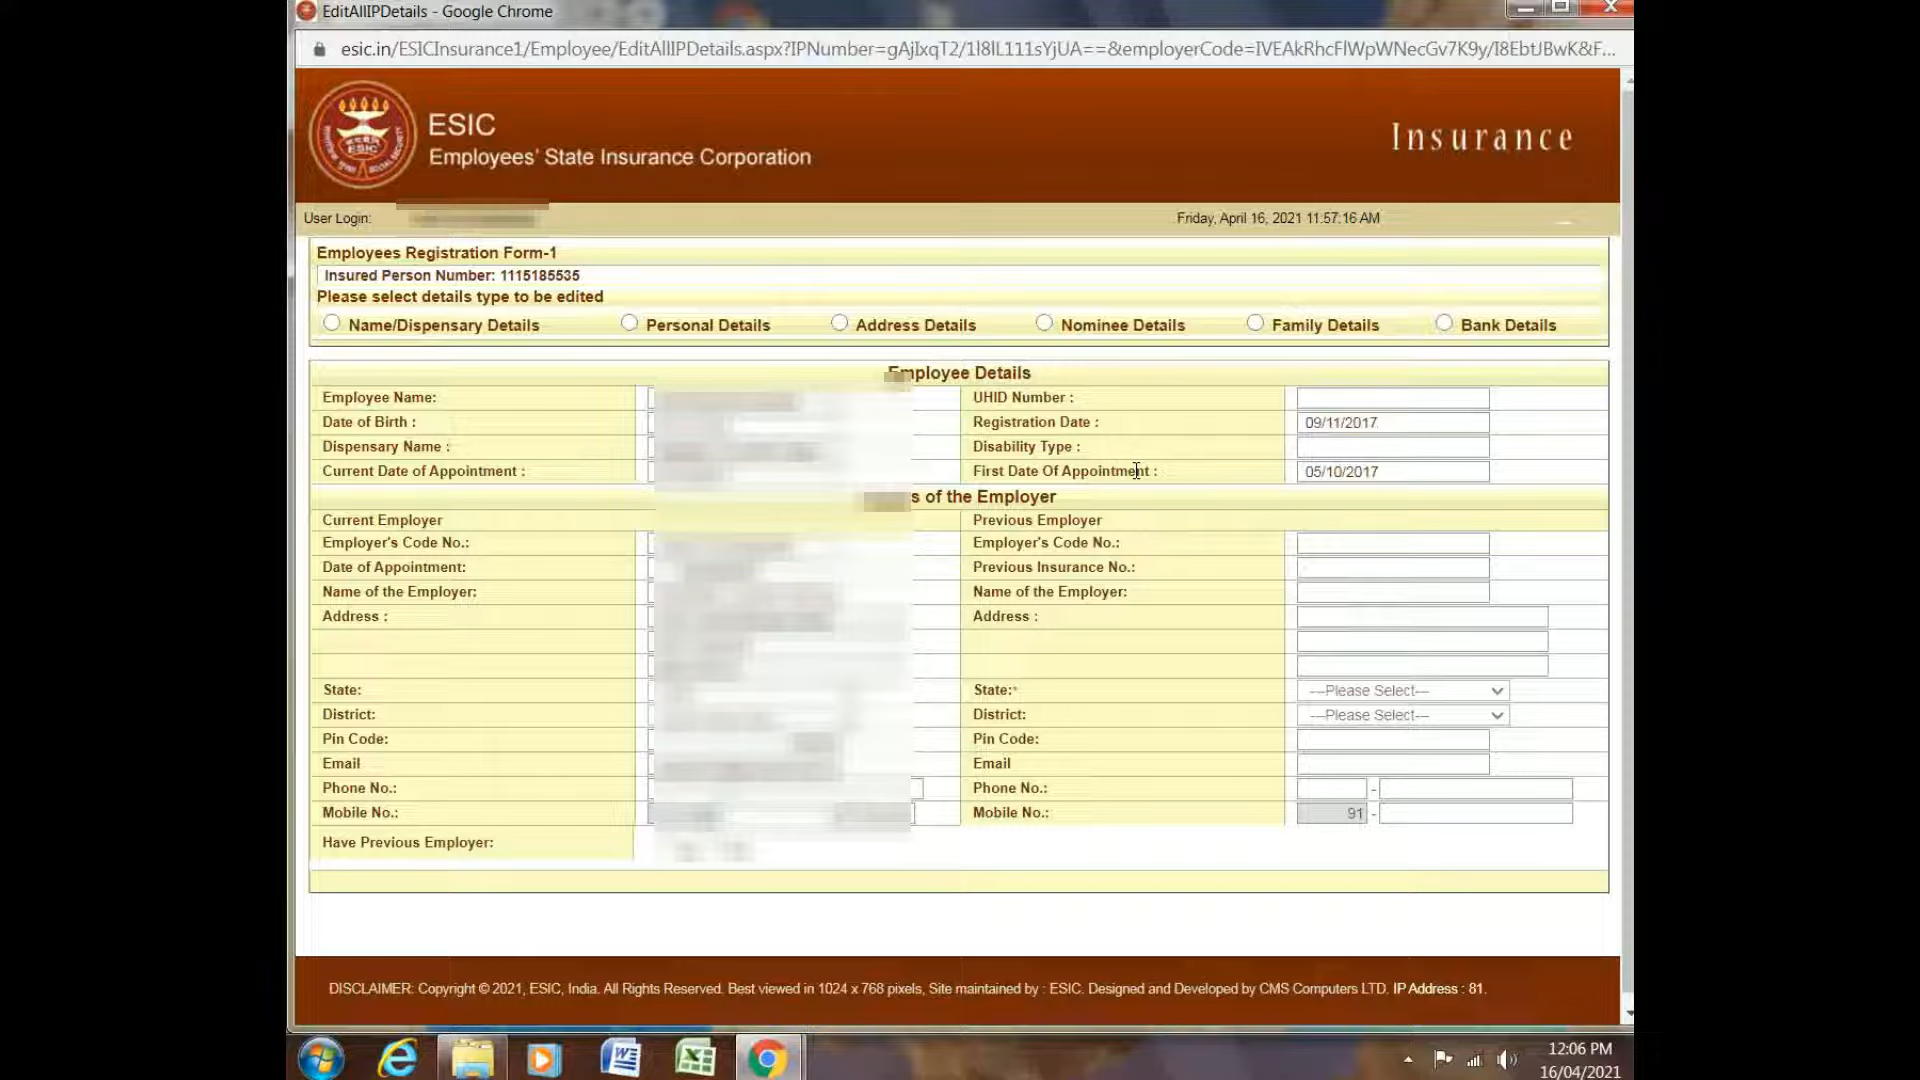 EditAllIPDetails - Google Chrome
esic.in/ESICInsurance1/Employee/EditAllIPDetails.aspx?IPNumber=gAjIxqT2/1l8lL111sYjUA==&employerCode=IVEAkRhcFlWpWNecGv7K9y/I8EbtJBwK&F...
ESIC
Employees' State Insurance Corporation
Insurance
User Login:
Friday, April 16, 2021 11:57:16 AM
Employees Registration Form-1
Insured Person Number: 1115185535
Please select details type to be edited
Name/Dispensary Details Personal Details Address Details Nominee Details Family Details Bank Details
Employee Details
Employee Name: UHID Number :
Date of Birth : Registration Date : 09/11/2017
Dispensary Name : Disability Type :
Current Date of Appointment : First Date Of Appointment : 05/10/2017
s of the Employer
Current Employer Previous Employer
Employer's Code No.: Employer's Code No.:
Date of Appointment: Previous Insurance No.:
Name of the Employer: Name of the Employer:
Address : Address :
State: State:* ---Please Select---
District: District: ---Please Select---
Pin Code: Pin Code:
Email Email
Phone No.: Phone No.: -
Mobile No.: Mobile No.: 91 -
Have Previous Employer:
DISCLAIMER: Copyright © 2021, ESIC, India. All Rights Reserved. Best viewed in 1024 x 768 pixels, Site maintained by : ESIC. Designed and Developed by CMS Computers LTD. IP Address : 81.
12:06 PM
16/04/2021